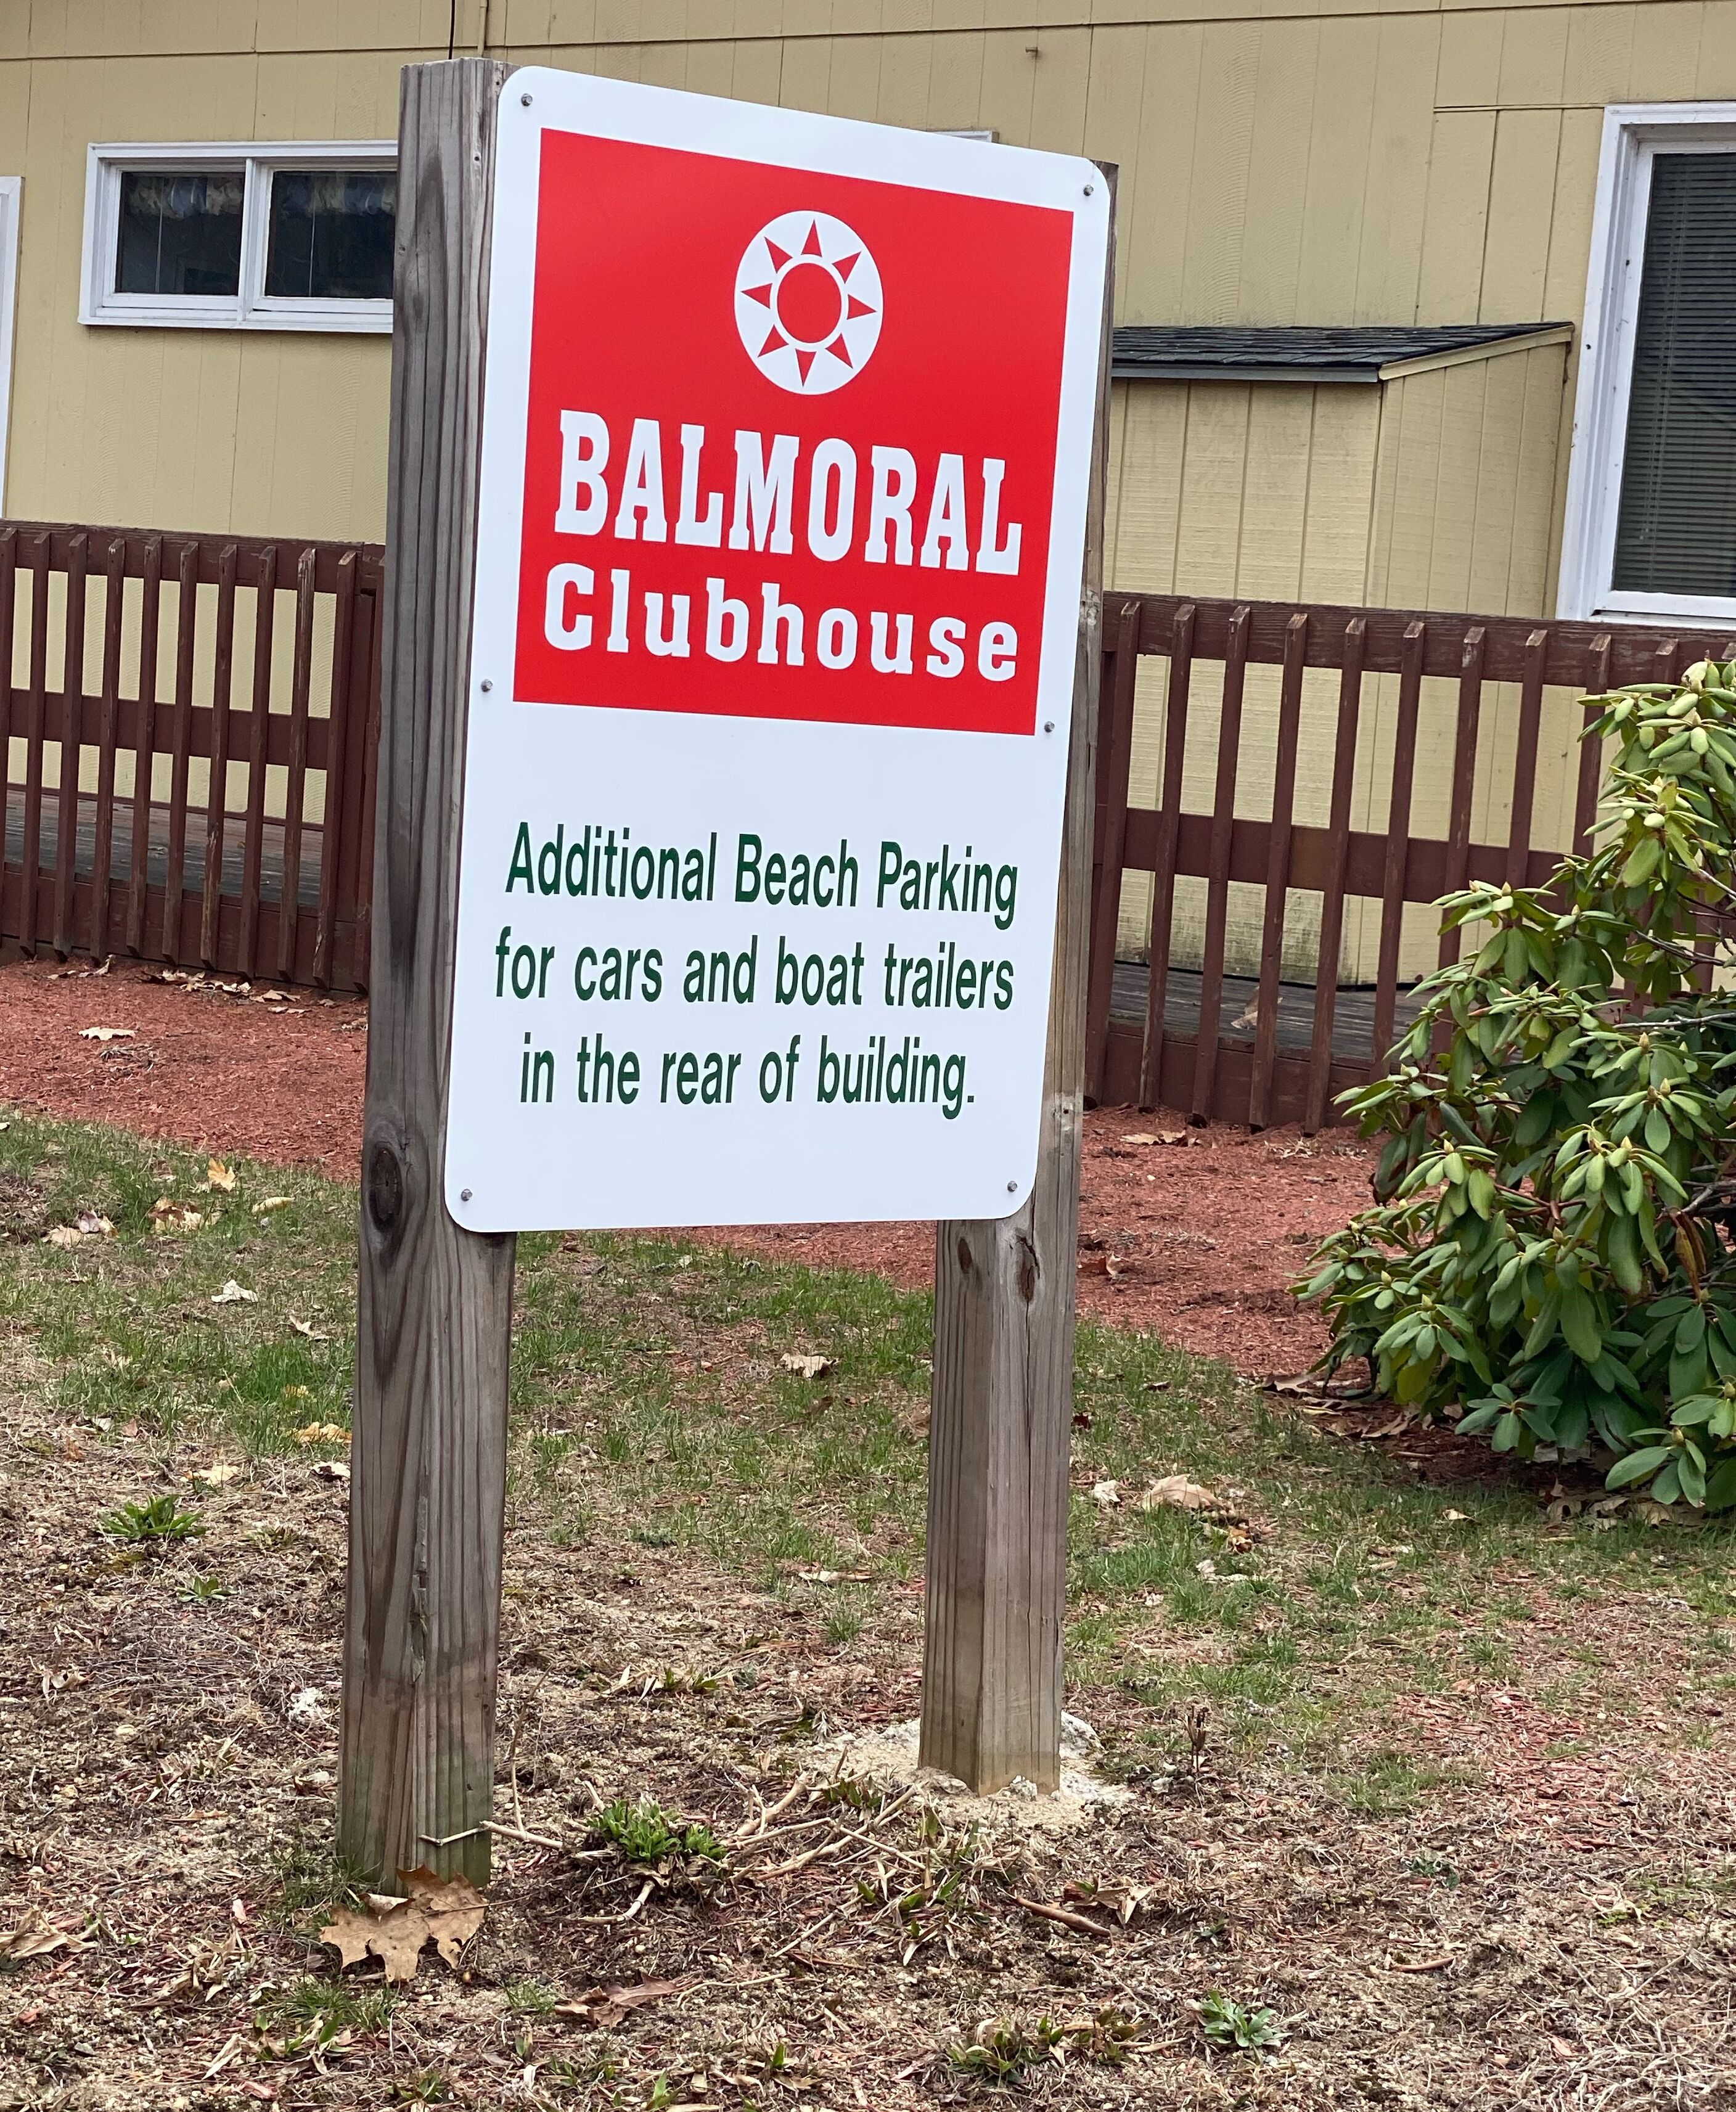 BALMORAL
Clubhouse
Additional Beach Parking
for cars and boat trailers
in the rear of building.